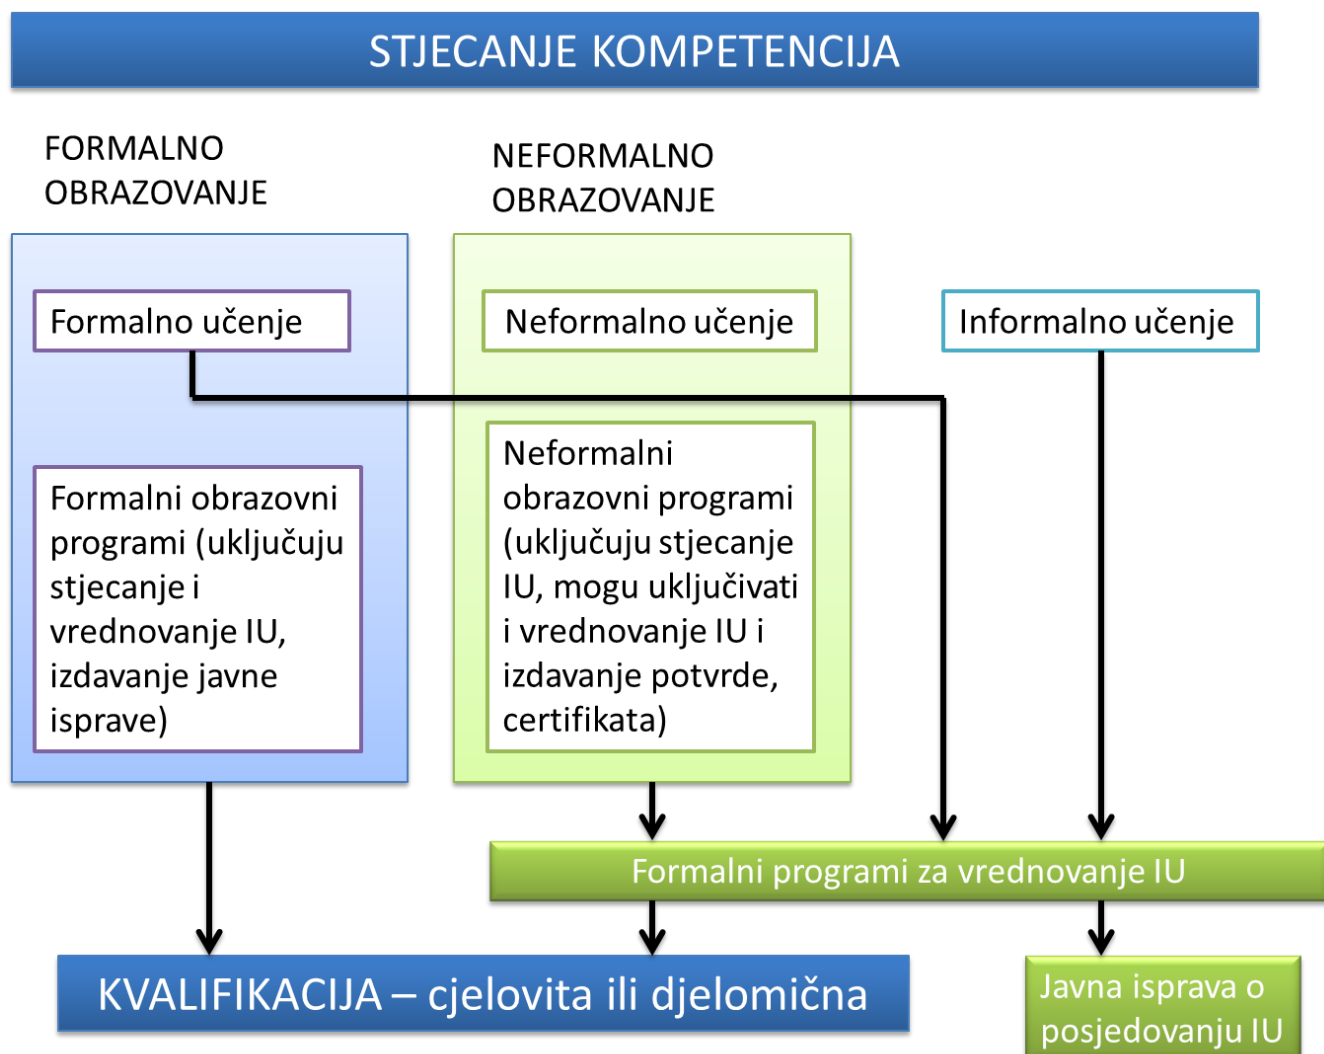 STJECANJE KOMPETENCIJA
FORMALNO
OBRAZOVANJE
NEFORMALNO
OBRAZOVANJE
Formalno učenje
Neformalno učenje
Informalno učenje
Formalni obrazovni
programi (uključuju
stjecanje i
vrednovanje IU,
izdavanje javne
isprave)
Neformalni
obrazovni programi
(uključuju stjecanje
IU, mogu uključivati
i vrednovanje IU i
izdavanje potvrde,
certifikata)
Formalni programi za vrednovanje IU
KVALIFIKACIJA – cjelovita ili djelomična
Javna isprava o
posjedovanju IU